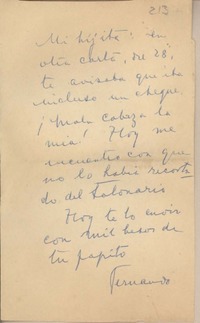 213
Mi hijita: En
otra carta, del 28,
te avisaba que iba
incluso un cheque.
¡Mala cabeza la
mía! Hoy me
encuentro con que
no lo había recorta
do del talonario
Hoy te lo envío
con mil besos de
tu papito
Fernando